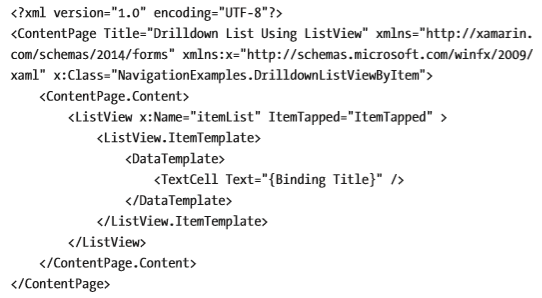 <?xml version="1.0" encoding="UTF-8"?>
<ContentPage Title="Drilldown List Using ListView" xmlns="http://xamarin.
com/schemas/2014/forms" xmlns:x="http://schemas.microsoft.com/winfx/2009/
xaml" x:Class="NavigationExamples.DrilldownListViewByItem">
    <ContentPage.Content>
        <ListView x:Name="itemList" ItemTapped="ItemTapped" >
            <ListView.ItemTemplate>
                <DataTemplate>
                    <TextCell Text="{Binding Title}" />
                </DataTemplate>
            </ListView.ItemTemplate>
        </ListView>
    </ContentPage.Content>
</ContentPage>